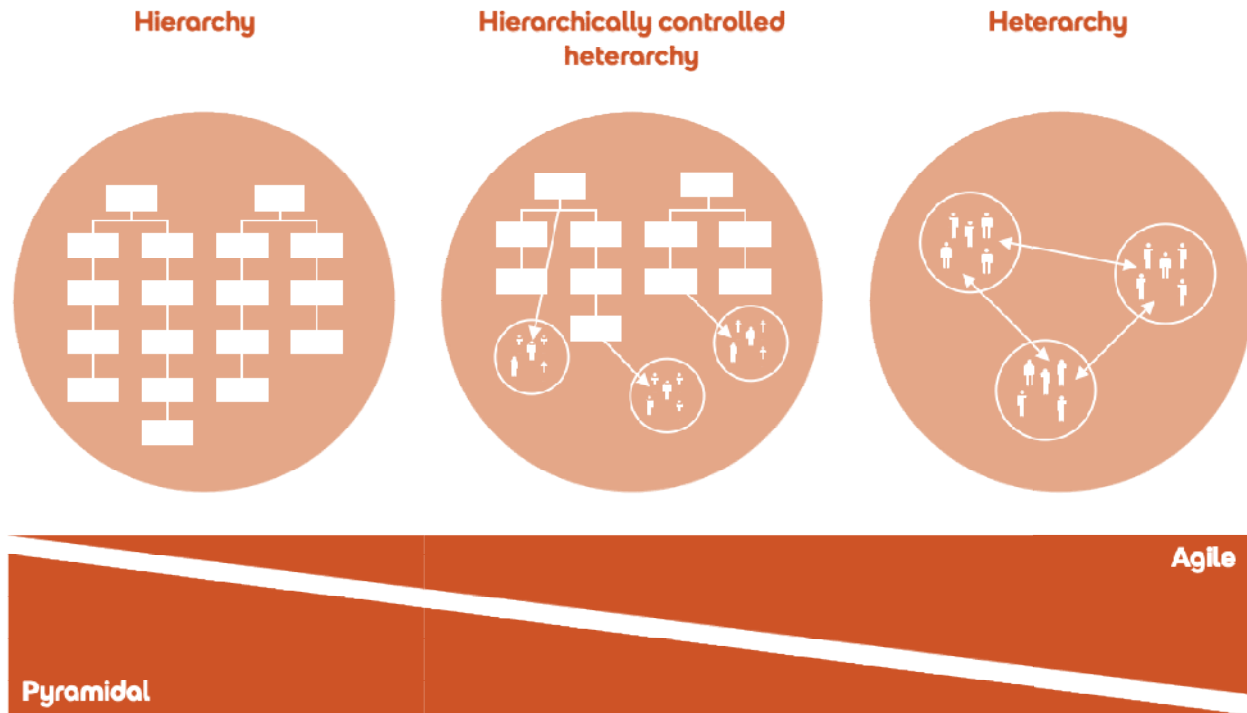 Hierarchy
Hierarchically controlled
heterarchy
Heterarchy
Agile
Pyramidal